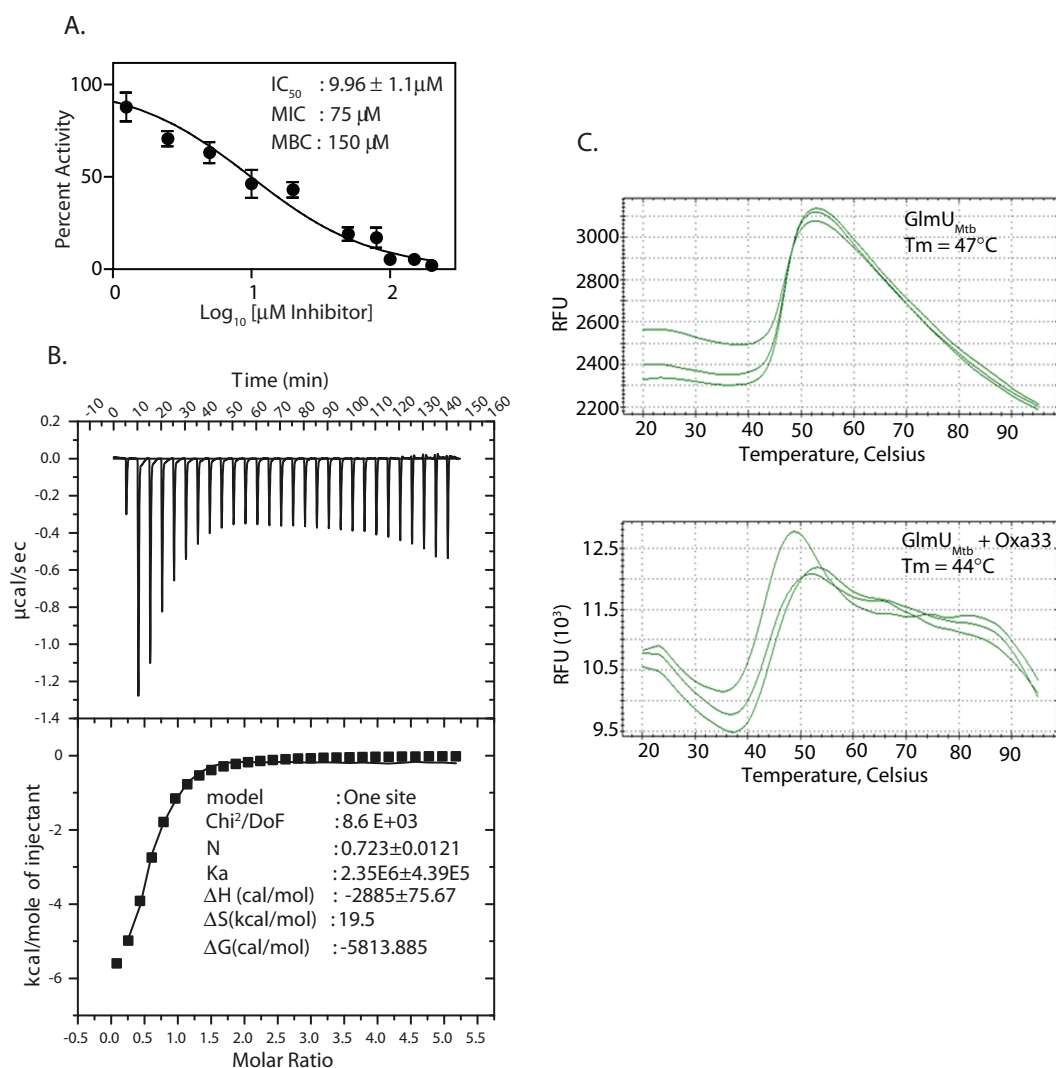 A.
100
50
0
Percent Activity
IC50 : 9.96 ± 1.1µM
MIC : 75 µM
MBC : 150 µM
0 1 2
Log10 [µM Inhibitor]
B.
Time (min)
-10 0 10 20 30 40 50 60 70 80 90 100 110 120 130 140 150 160
0.2
0.0
-0.2
-0.4
-0.6
-0.8
-1.0
-1.2
-1.4
µcal/sec
0
-2
-4
-6
kcal/mole of injectant
model : One site
Chi²/DoF : 8.6 E+03
N : 0.723±0.0121
Ka : 2.35E6±4.39E5
ΔH (cal/mol) : -2885±75.67
ΔS(kcal/mol) : 19.5
ΔG(cal/mol) : -5813.885
-0.5 0.0 0.5 1.0 1.5 2.0 2.5 3.0 3.5 4.0 4.5 5.0 5.5
Molar Ratio
C.
3000
2800
2600
2400
2200
RFU
GlmUMtb
Tm = 47°C
20 30 40 50 60 70 80 90
Temperature, Celsius
12.5
11.5
10.5
9.5
RFU (10³)
GlmUMtb + Oxa33
Tm = 44°C
20 30 40 50 60 70 80 90
Temperature, Celsius